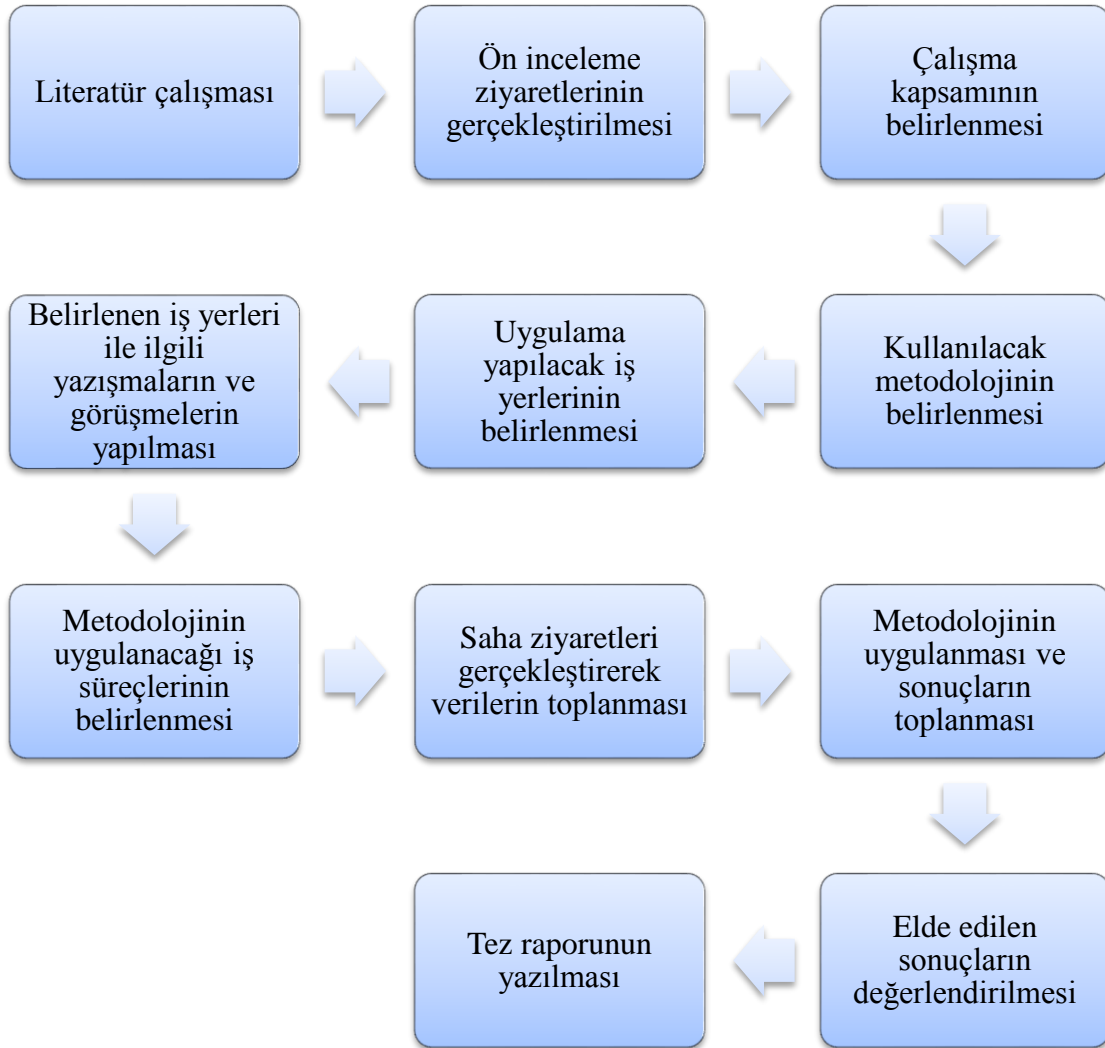 Literatür çalışması
Ön inceleme
ziyaretlerinin
gerçekleştirilmesi
Çalışma
kapsamının
belirlenmesi
Kullanılacak
metodolojinin
belirlenmesi
Uygulama
yapılacak iş
yerlerinin
belirlenmesi
Belirlenen iş yerleri
ile ilgili
yazışmaların ve
görüşmelerin
yapılması
Metodolojinin
uygulanacağı iş
süreçlerinin
belirlenmesi
Saha ziyaretleri
gerçekleştirerek
verilerin toplanması
Metodolojinin
uygulanması ve
sonuçların
toplanması
Elde edilen
sonuçların
değerlendirilmesi
Tez raporunun
yazılması